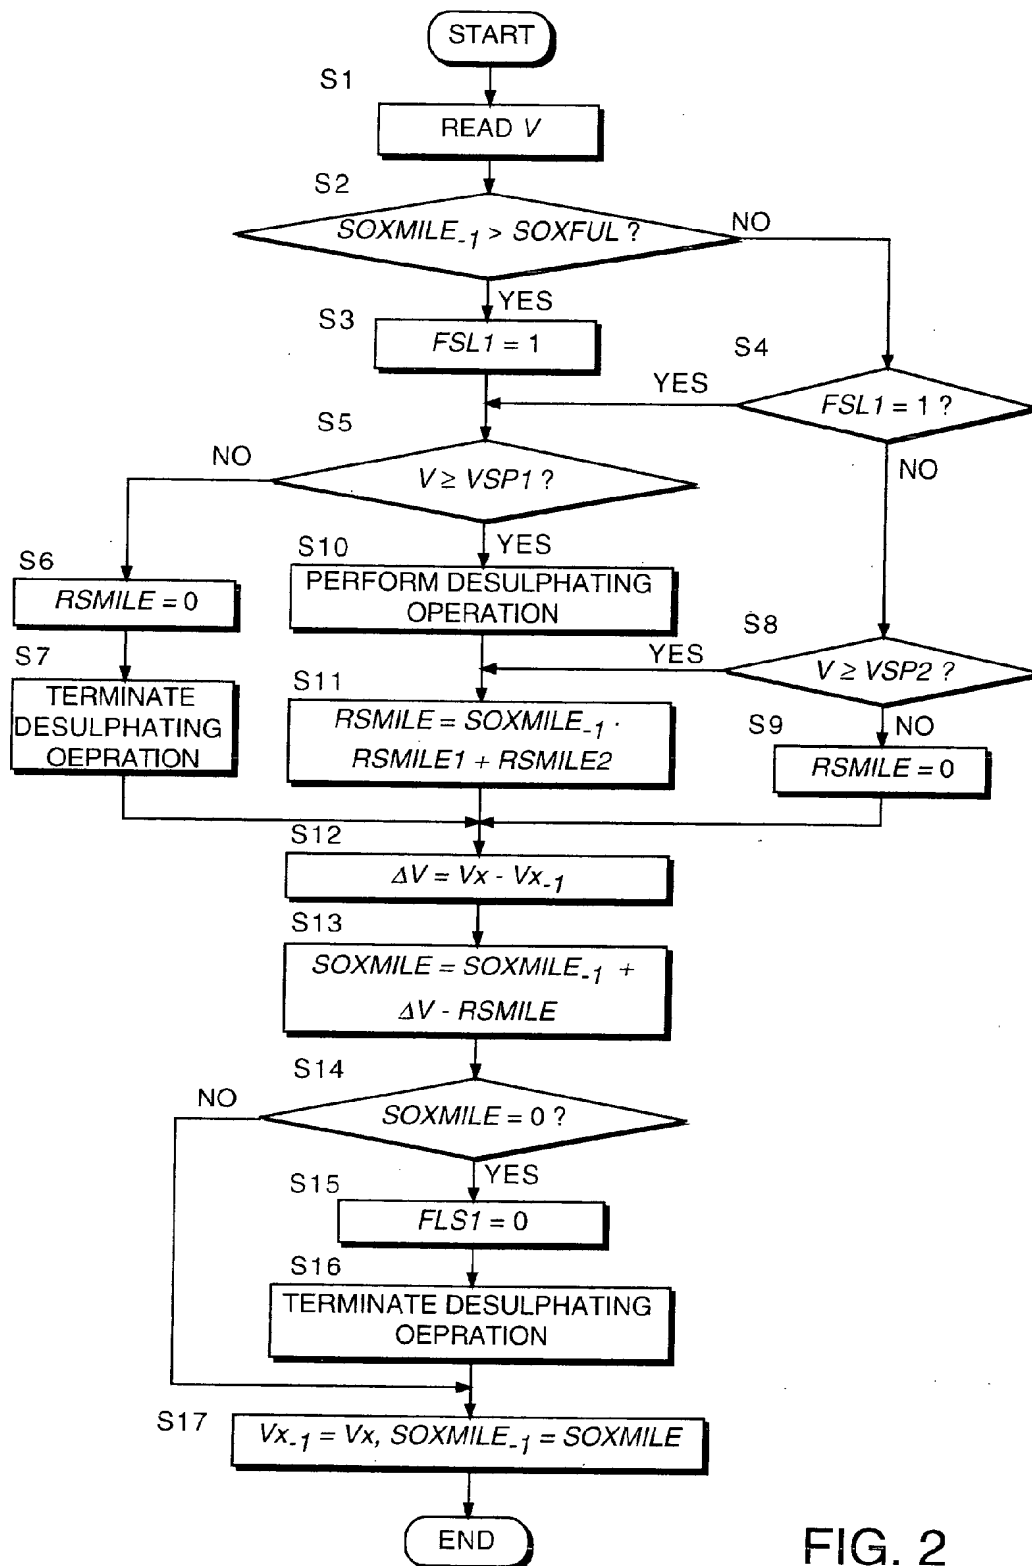 START
S1
READ V
S2
SOXMILE-1 > SOXFUL ?
NO
YES
S3
FSL1 = 1
S4
YES
FSL1 = 1 ?
S5
NO
V ≥ VSP1 ?
NO
YES
S6
RSMILE = 0
S10
PERFORM DESULPHATING
OPERATION
S8
YES
V ≥ VSP2 ?
S7
TERMINATE
DESULPHATING
OEPRATION
S11
RSMILE = SOXMILE-1 ·
RSMILE1 + RSMILE2
S9
NO
RSMILE = 0
S12
ΔV = Vx - Vx-1
S13
SOXMILE = SOXMILE-1 +
ΔV - RSMILE
S14
NO
SOXMILE = 0 ?
YES
S15
FLS1 = 0
S16
TERMINATE DESULPHATING
OEPRATION
S17
Vx-1 = Vx, SOXMILE-1 = SOXMILE
END
FIG. 2